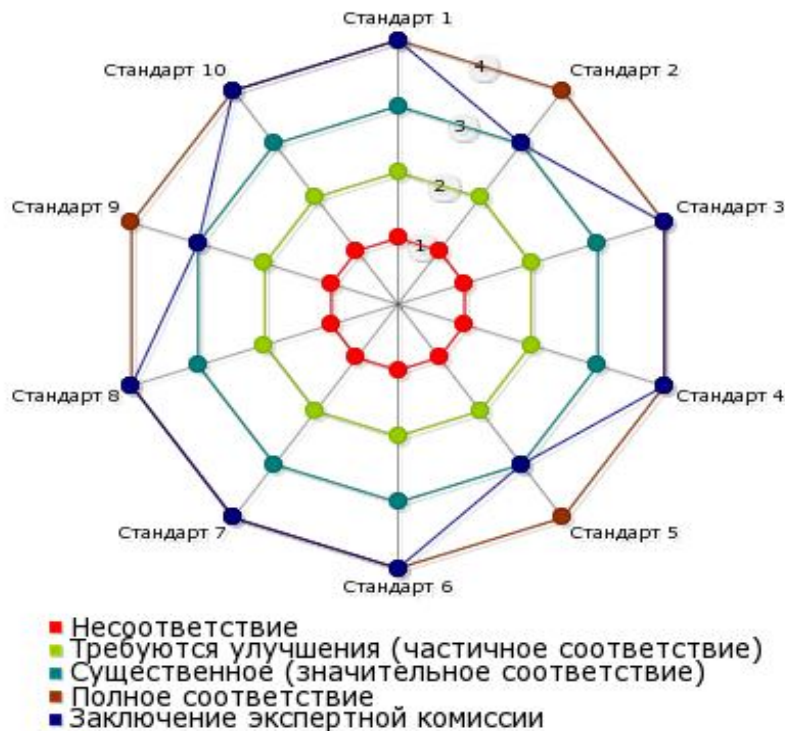 Стандарт 1
Стандарт 10
4
Стандарт 2
3
2
Стандарт 9
Стандарт 3
1
Стандарт 8
Стандарт 4
Стандарт 7
Стандарт 5
Стандарт 6
Несоответствие
Требуются улучшения (частичное соответствие)
Существенное (значительное соответствие)
Полное соответствие
Заключение экспертной комиссии